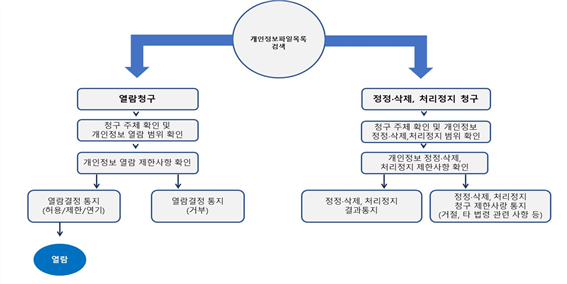 개인정보파일목록
검색
열람청구
청구 주체 확인 및
개인정보 열람 범위 확인
개인정보 열람 제한사항 확인
열람결정 통지
(허용/제한/연기)
열람결정 통지
(거부)
열람
정정·삭제, 처리정지 청구
청구 주체 확인 및 개인정보
정정·삭제,처리정지 범위 확인
개인정보 정정·삭제,
처리정지 제한사항 확인
정정·삭제, 처리정지
결과통지
정정·삭제, 처리정지
청구 제한사랑 통지
(거절, 타 법령 관련 사항 등)